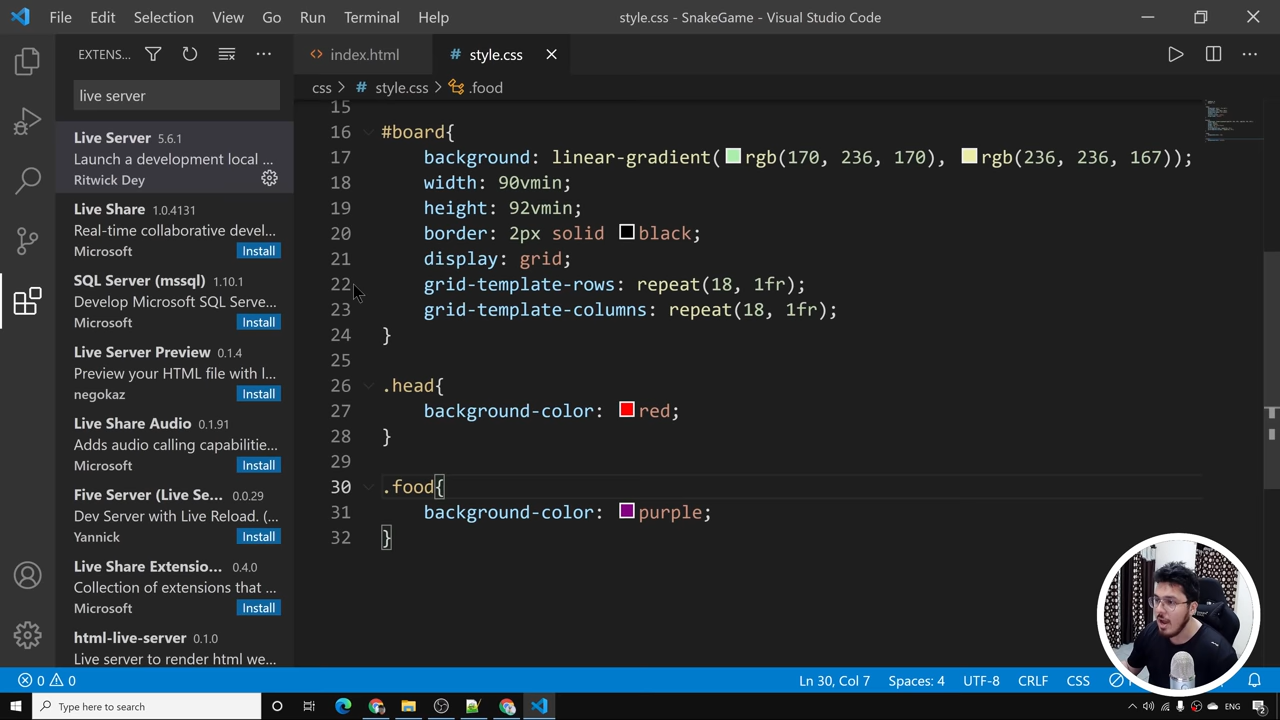 File Edit Selection View Go Run Terminal Help
style.css - SnakeGame - Visual Studio Code
EXTENS...
live server
Live Server 5.6.1
Launch a development local ...
Ritwick Dey
Live Share 1.0.4131
Real-time collaborative devel...
Microsoft Install
SQL Server (mssql) 1.10.1
Develop Microsoft SQL Serve...
Microsoft Install
Live Server Preview 0.1.4
Preview your HTML file with l...
negokaz Install
Live Share Audio 0.1.91
Adds audio calling capabilitie...
Microsoft Install
Five Server (Live Se... 0.0.29
Dev Server with Live Reload. (...
Yannick Install
Live Share Extensio... 0.4.0
Collection of extensions that ...
Microsoft Install
html-live-server 0.1.0
Live server to render html we...
index.html
style.css
css > style.css > .food
15
16 #board{
17 background: linear-gradient(rgb(170, 236, 170), rgb(236, 236, 167));
18 width: 90vmin;
19 height: 92vmin;
20 border: 2px solid black;
21 display: grid;
22 grid-template-rows: repeat(18, 1fr);
23 grid-template-columns: repeat(18, 1fr);
24 }
25
26 .head{
27 background-color: red;
28 }
29
30 .food{
31 background-color: purple;
32 }
0 0
Ln 30, Col 7 Spaces: 4 UTF-8 CRLF CSS
Type here to search
ENG
2